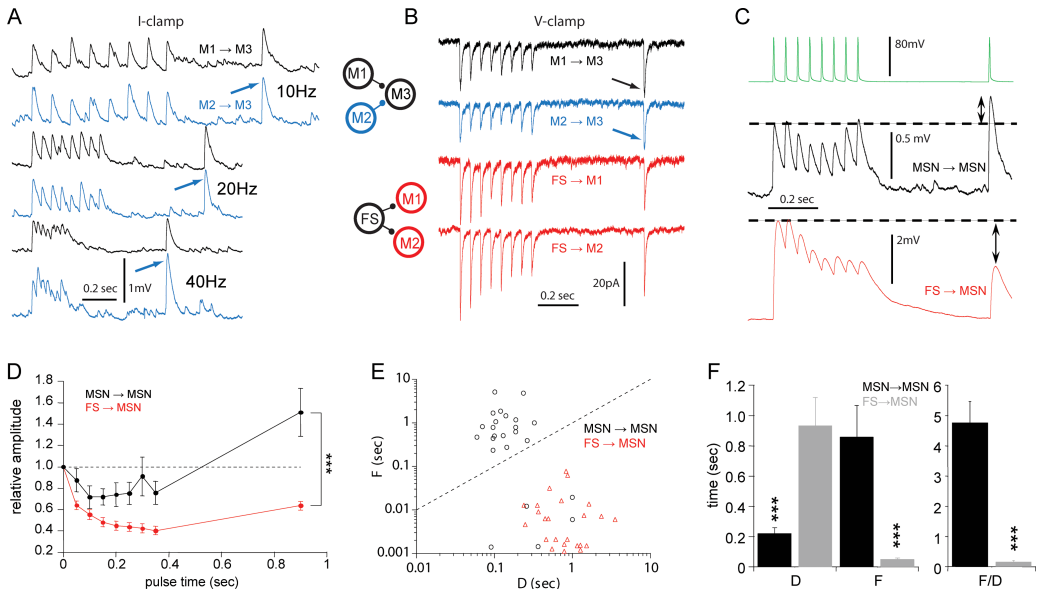 A
I-clamp
M1 → M3
M2 → M3
10Hz
20Hz
40Hz
0.2 sec
1mV
M1
M2
M3
FS
M1
M2
B
V-clamp
M1 → M3
M2 → M3
FS → M1
FS → M2
0.2 sec
20pA
C
80mV
0.5 mV
MSN → MSN
0.2 sec
2mV
FS → MSN
D
MSN → MSN
FS → MSN
relative amplitude
1.8
1.6
1.4
1.2
1.0
0.8
0.6
0.4
0.2
***
0 0.2 0.4 0.6 0.8 1.0
pulse time (sec)
E
F (sec)
10
1
0.1
0.01
0.001
MSN → MSN
FS → MSN
0.01 0.1 1 10
D (sec)
F
MSN→MSN
FS→MSN
time (sec)
1.2
1.0
0.8
0.6
0.4
0.2
0
***
***
D F
6
5
4
3
2
1
0
***
F/D